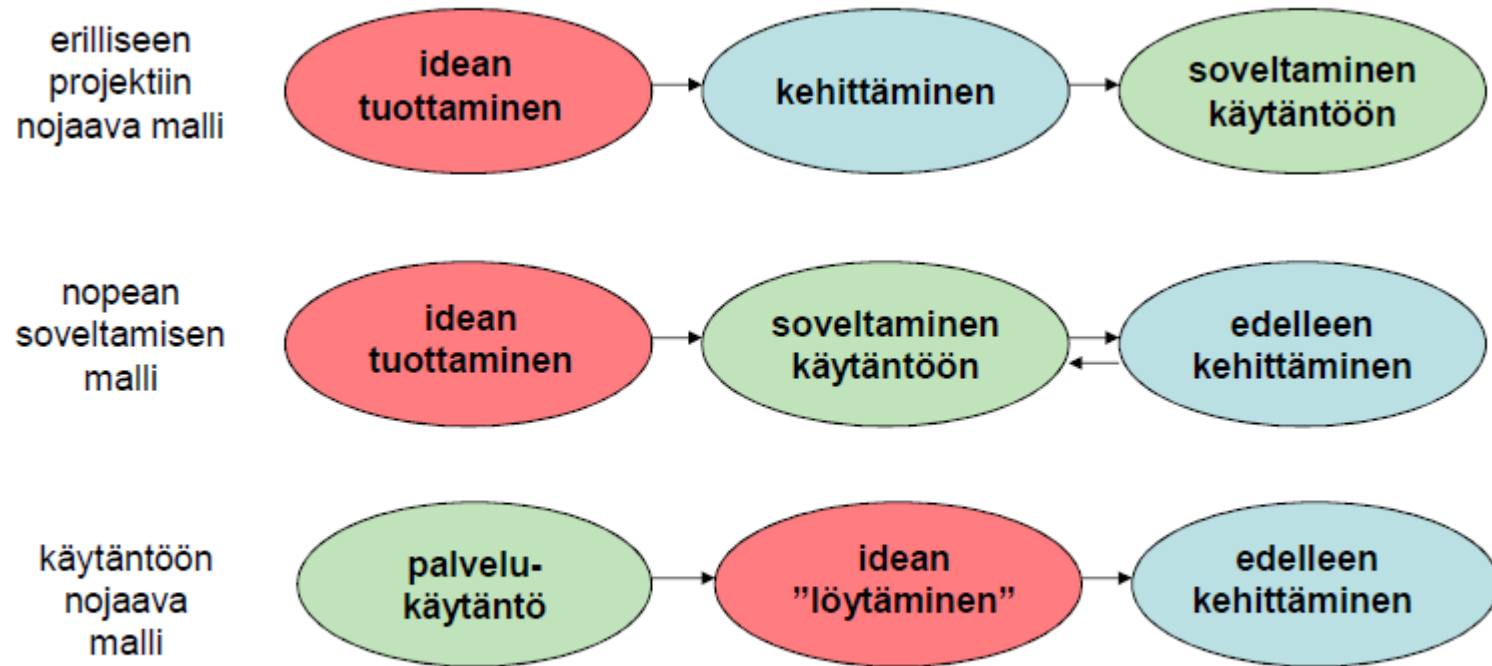 erilliseen
projektiin
nojaava malli
idean
tuottaminen
kehittäminen
soveltaminen
käytäntöön
nopean
soveltamisen
malli
idean
tuottaminen
soveltaminen
käytäntöön
edelleen
kehittäminen
käytäntöön
nojaava
malli
palvelu-
käytäntö
idean
”löytäminen”
edelleen
kehittäminen